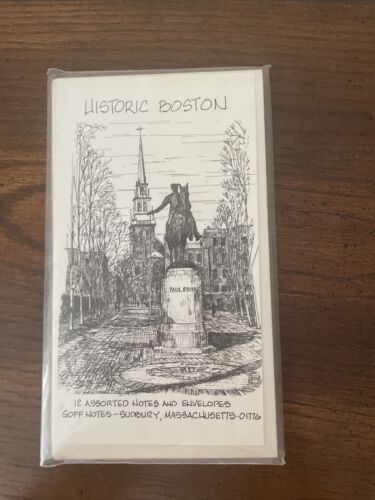 HISTORIC BOSTON
PAUL REVERE
12 ASSORTED NOTES AND ENVELOPES
GOFF NOTES-SUDBURY, MASSACHUSETTS-01776